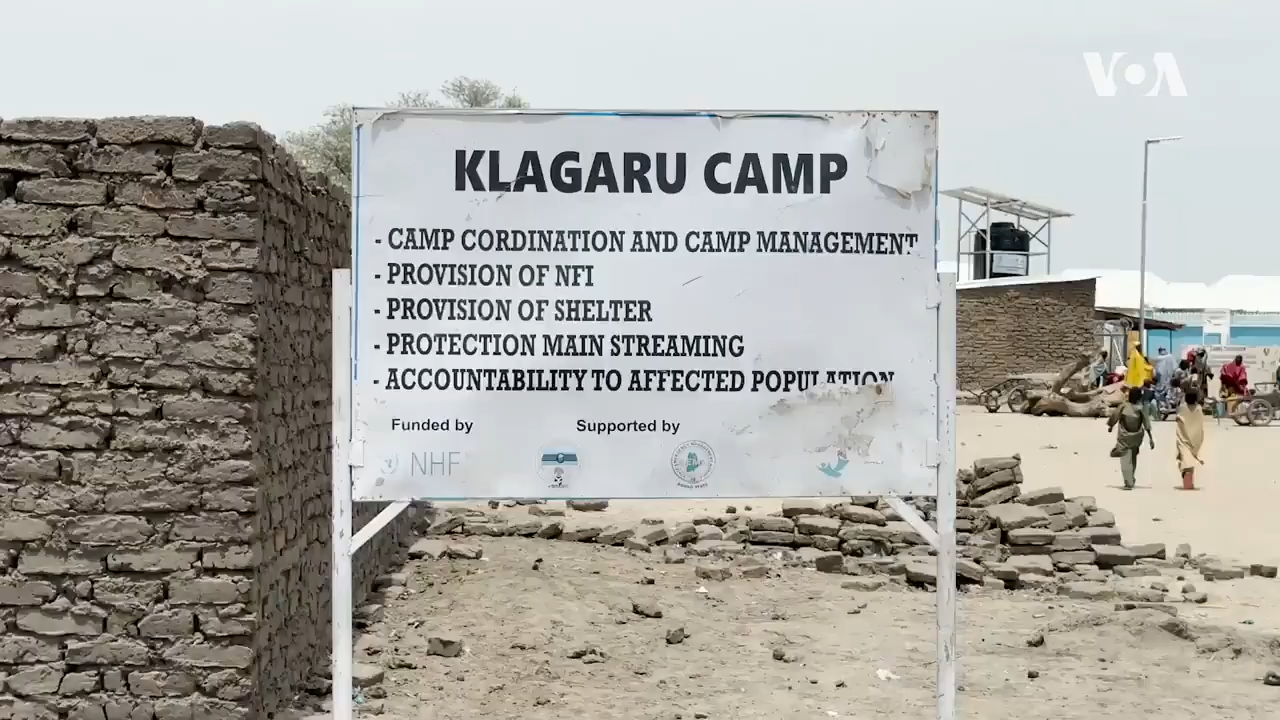 VOA
KLAGARU CAMP
- CAMP CORDINATION AND CAMP MANAGEMENT
- PROVISION OF NFI
- PROVISION OF SHELTER
- PROTECTION MAIN STREAMING
- ACCOUNTABILITY TO AFFECTED POPULATION
Funded by Supported by
NHF